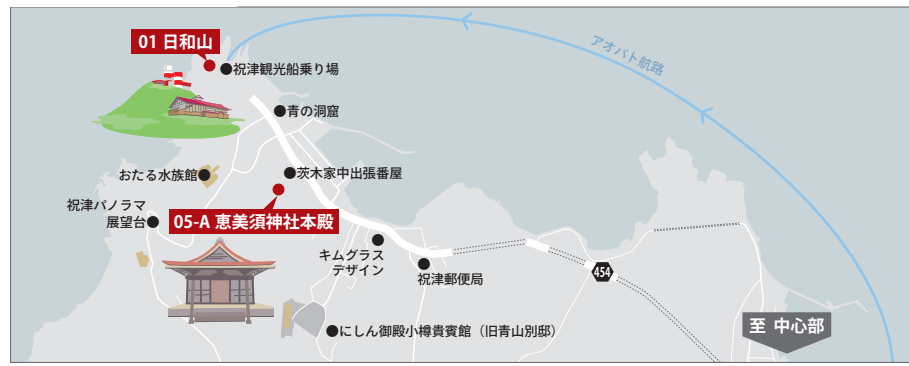 01 日和山
祝津観光船乗り場
アオバト航路
青の洞窟
おたる水族館
茨木家中出張番屋
祝津パノラマ
展望台
05-A 恵美須神社本殿
キムグラス
デザイン
祝津郵便局
454
にしん御殿小樽貴賓館（旧青山別邸）
至 中心部